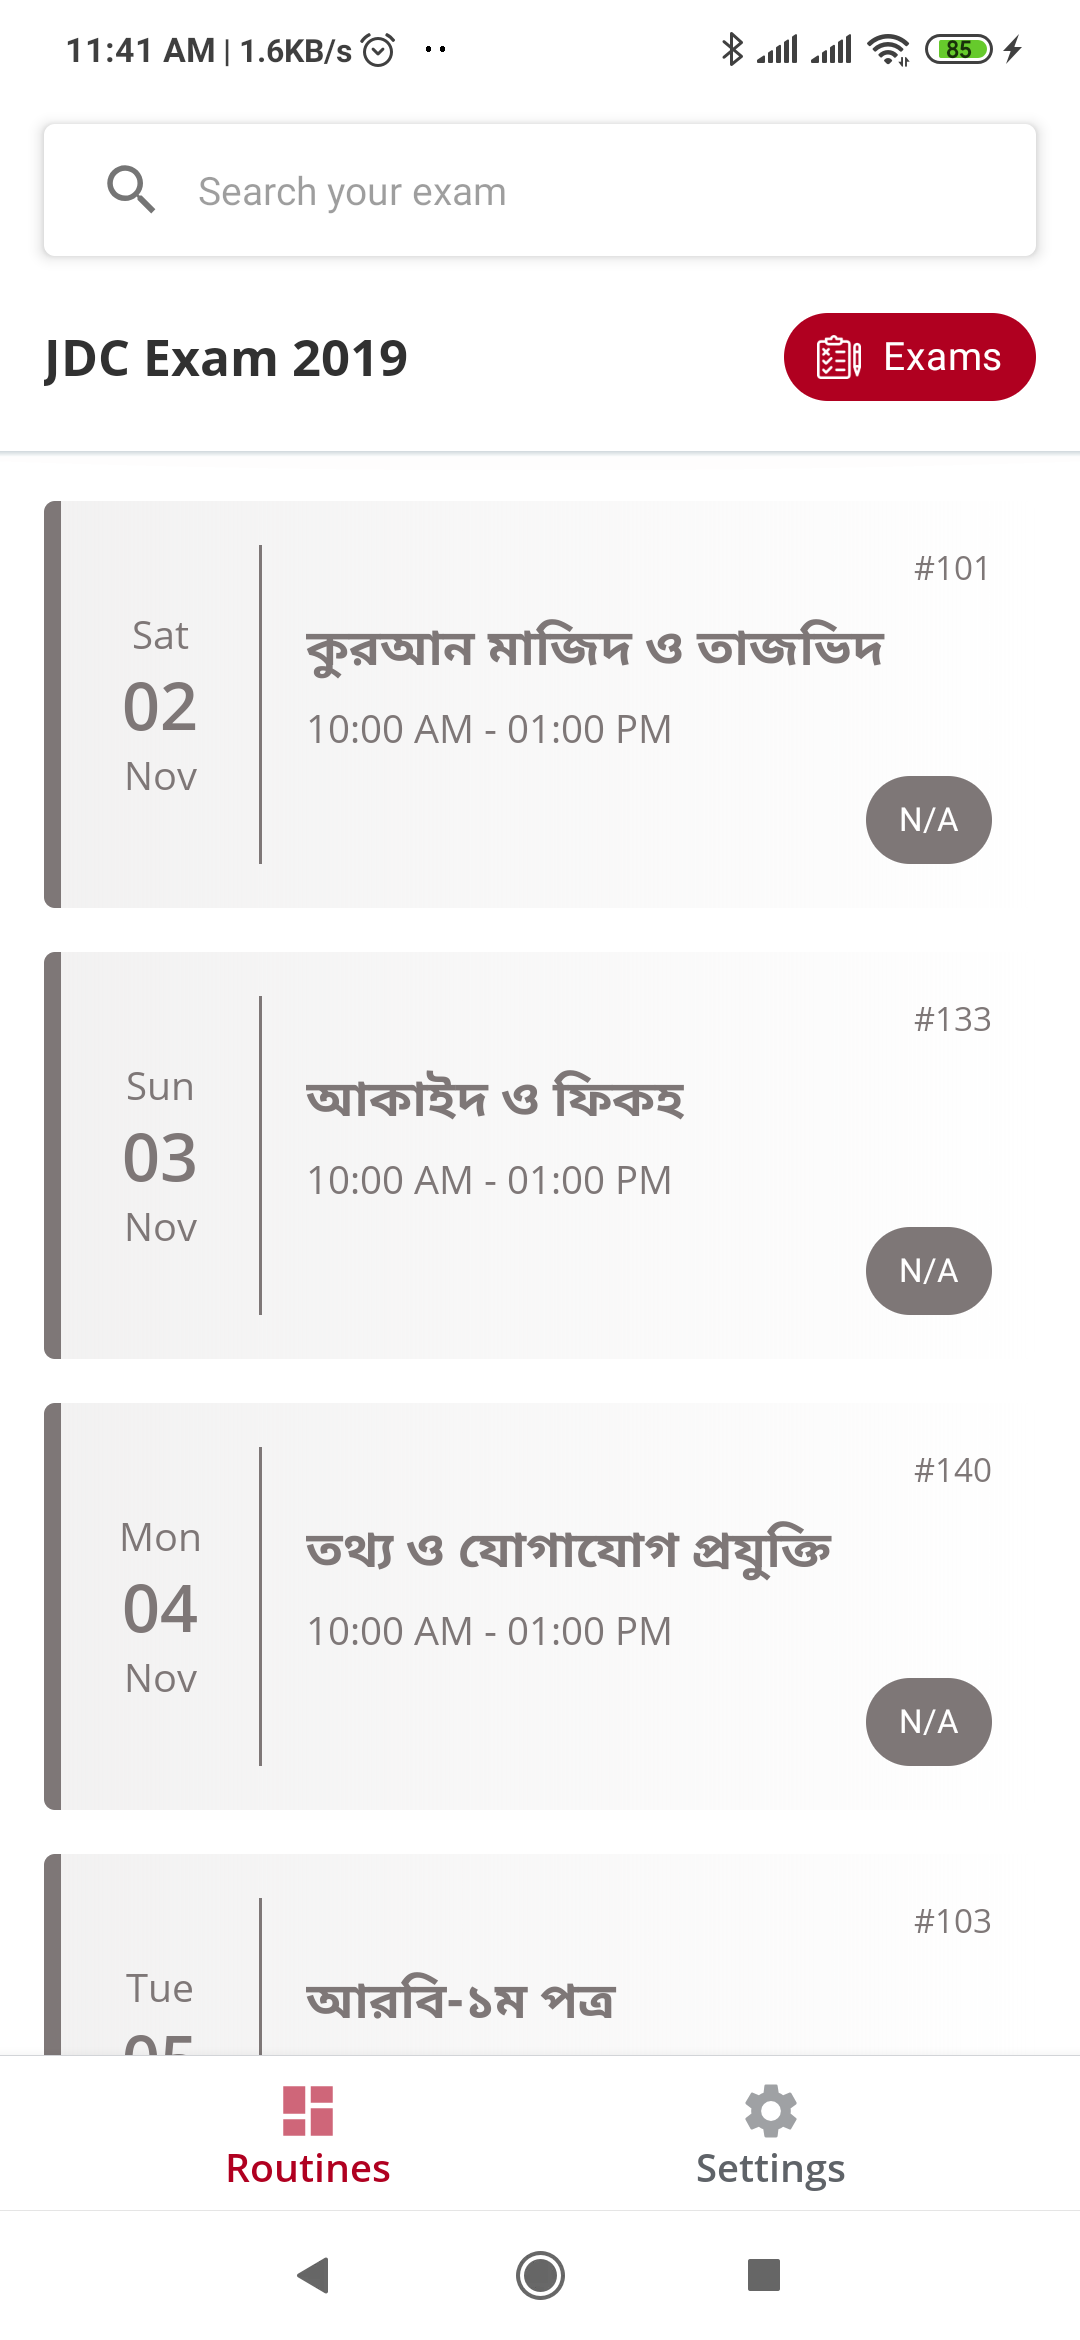 11:41 AM | 1.6KB/s
85
Search your exam
JDC Exam 2019
Exams
#101
Sat
02
Nov
কুরআন মাজিদ ও তাজভিদ
10:00 AM - 01:00 PM
N/A
#133
Sun
03
Nov
আকাইদ ও ফিকহ
10:00 AM - 01:00 PM
N/A
#140
Mon
04
Nov
তথ্য ও যোগাযোগ প্রযুক্তি
10:00 AM - 01:00 PM
N/A
#103
Tue
05
আরবি-১ম পত্র
Routines
Settings